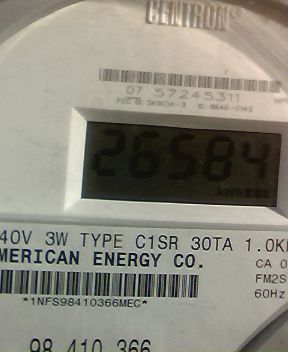 CENTRON®
07 57245311
26584
40V 3W TYPE C1SR 30TA 1.0K
MERICAN ENERGY CO.
CA 0
FM2S
60Hz
*1NFS98410366MEC*
98 410 366